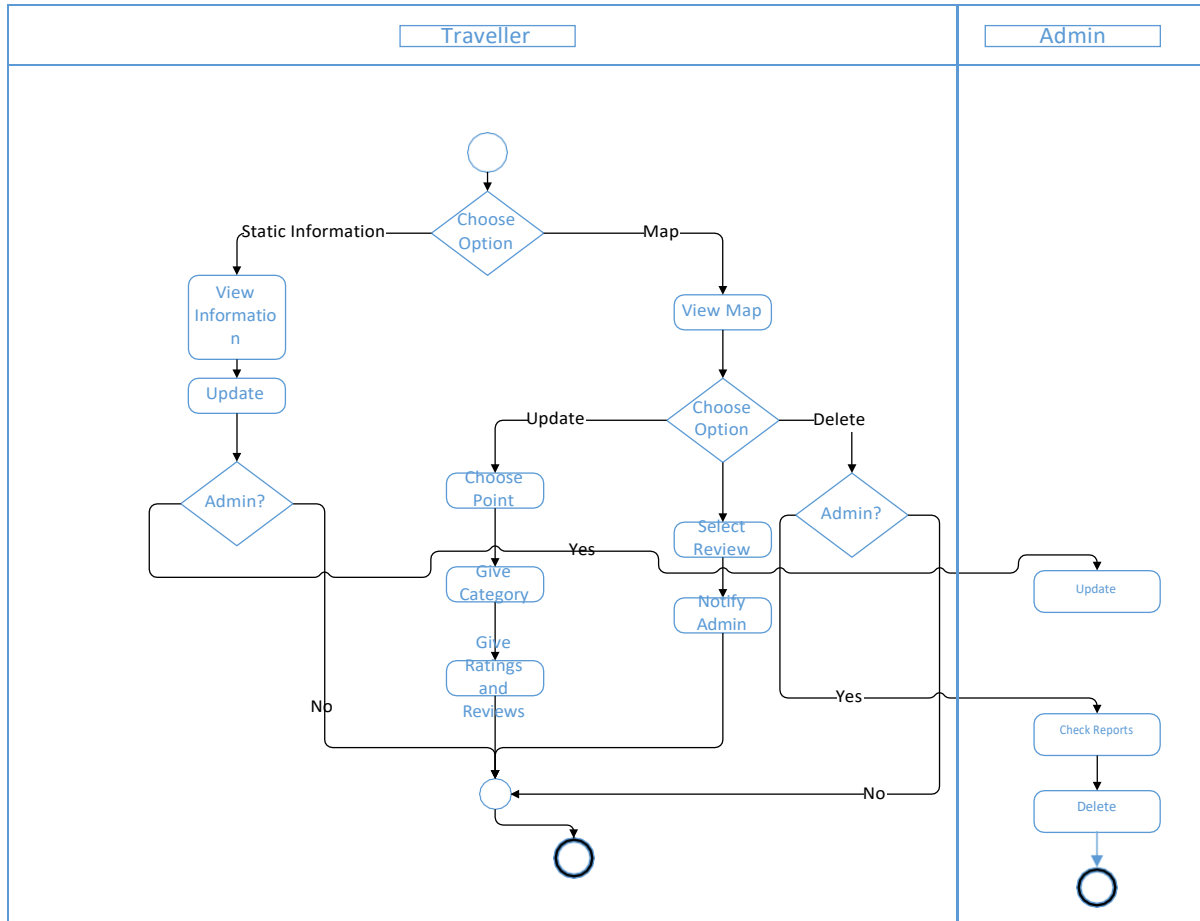 Traveller
Admin
Choose
Option
Static Information
Map
View
Informatio
n
View Map
Update
Choose
Option
Update
Delete
Choose
Point
Admin?
Admin?
Select
Review
Yes
Give
Category
Update
Notify
Admin
Give
Ratings
and
Reviews
No
Yes
Check Reports
No
Delete